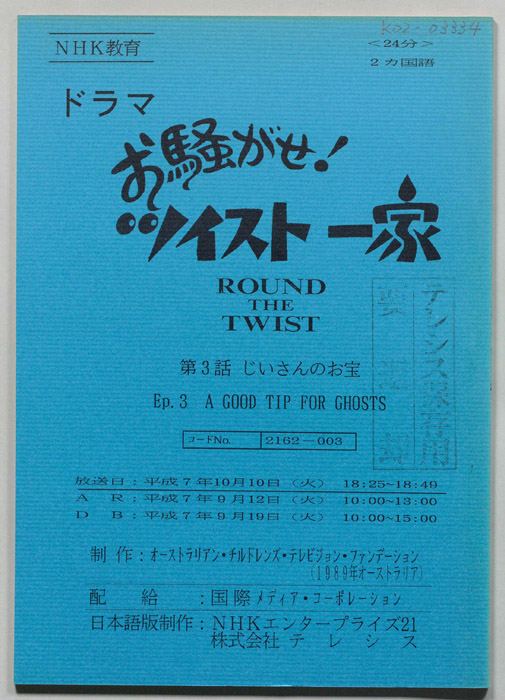 K02-03334
NHK教育
<24分>
2カ国語
ドラマ
お騒がせ!
ツイスト一家
ROUND
THE
TWIST
第3話 じいさんのお宝
Ep.3 A GOOD TIP FOR GHOSTS
コードNo. 2162-003
放送日:平成7年10月10日(火) 18:25~18:49
A R:平成7年9月12日(火) 10:00~13:00
D B:平成7年9月19日(火) 10:00~15:00
制作:オーストラリアン・チルドレンズ・テレビジョン・ファンデーション
(1989年オーストラリア)
配給:国際メディア・コーポレーション
日本語版制作:NHKエンタープライズ21
株式会社テレシス
テレシス保存用